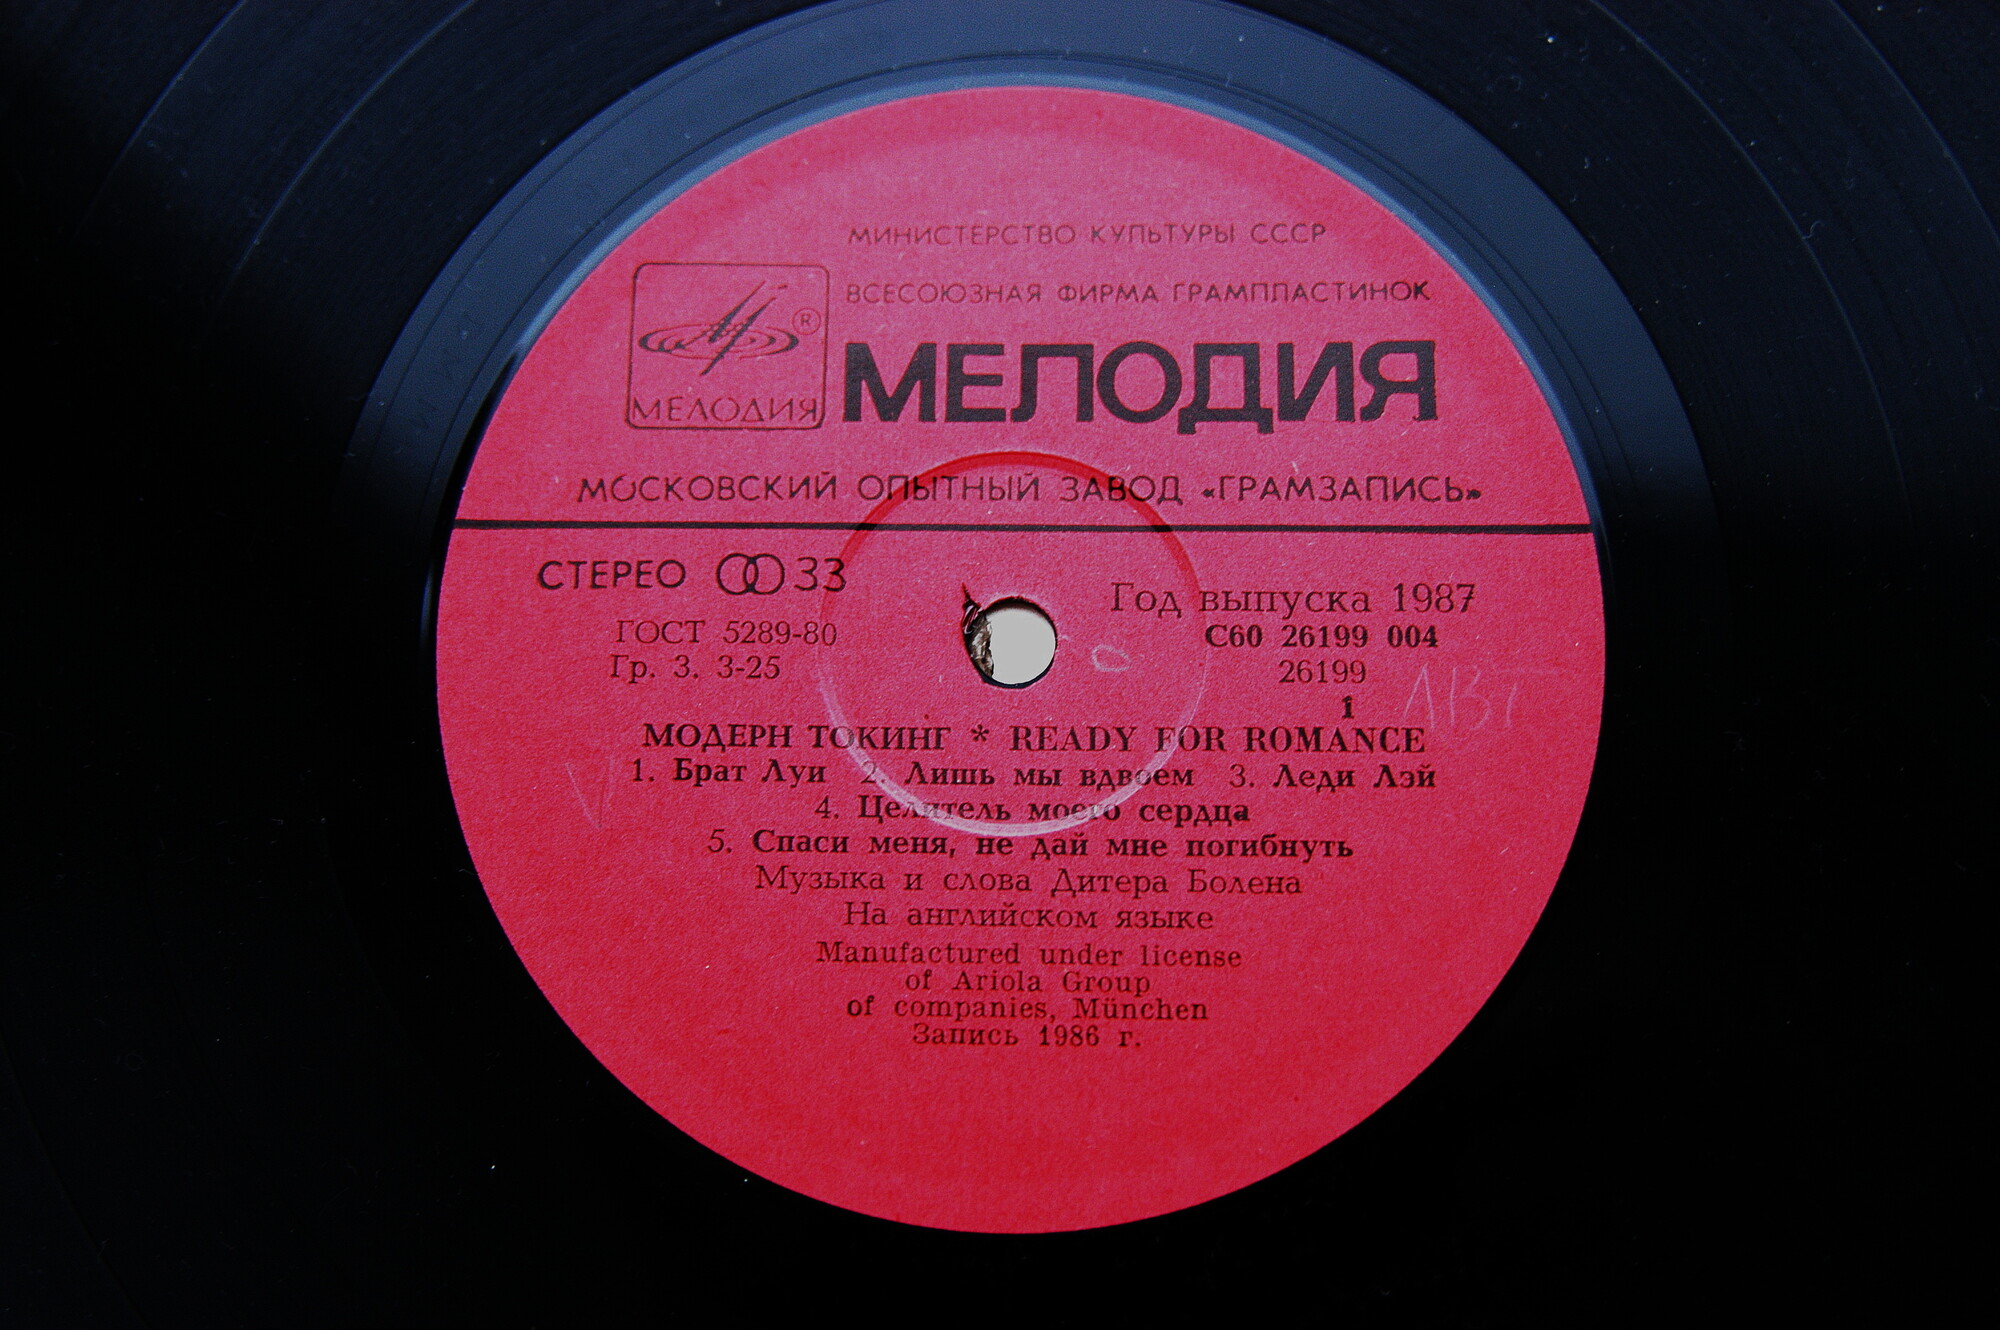 МИНИСТЕРСТВО КУЛЬТУРЫ СССР
ВСЕСОЮЗНАЯ ФИРМА ГРАМПЛАСТИНОК
®
МЕЛОДИЯ
МЕЛОДИЯ
МОСКОВСКИЙ ОПЫТНЫЙ ЗАВОД «ГРАМЗАПИСЬ»
СТЕРЕО 33
Год выпуска 1987
ГОСТ 5289-80
С60 26199 004
Гр. 3. 3-25
26199
1
МОДЕРН ТОКИНГ * READY FOR ROMANCE
1. Брат Луи 2. Лишь мы вдвоем 3. Леди Лэй
4. Целитель моего сердца
5. Спаси меня, не дай мне погибнуть
Музыка и слова Дитера Болена
На английском языке
Manufactured under license
of Ariola Group
of companies, München
Запись 1986 г.